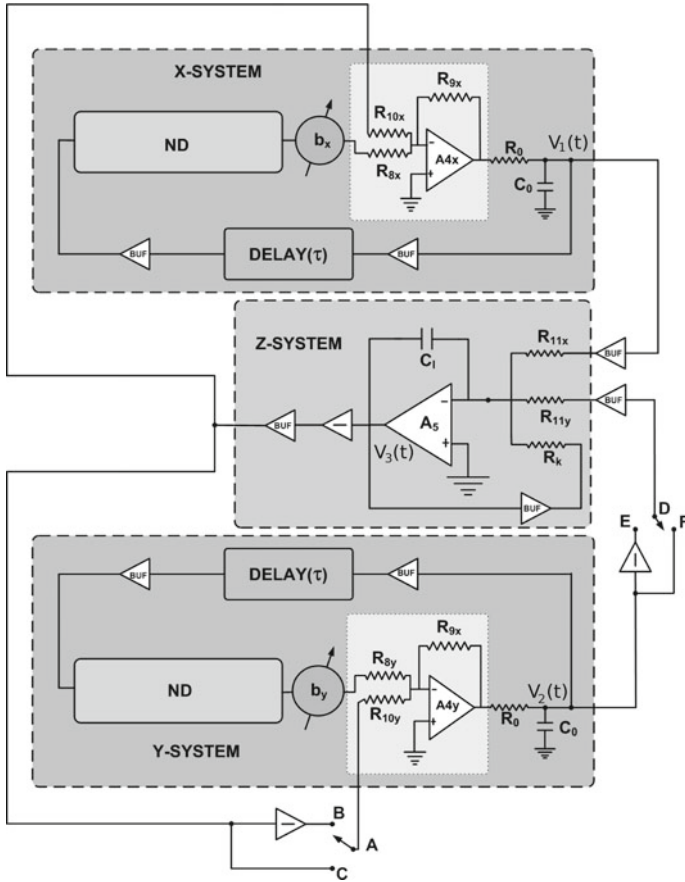 X-SYSTEM
ND
bx
R10x
R8x
R9x
A4x
R0
V1(t)
C0
BUF
DELAY(τ)
BUF
Z-SYSTEM
CI
R11x
BUF
BUF
A5
R11y
BUF
V3(t)
Rk
BUF
D
E
F
BUF
DELAY(τ)
BUF
ND
by
R8y
R10y
R9x
A4y
R0
V2(t)
C0
Y-SYSTEM
B
A
C